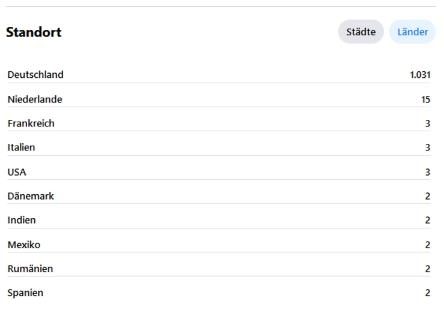 Standort Städte Länder
Deutschland 1.031
Niederlande 15
Frankreich 3
Italien 3
USA 3
Dänemark 2
Indien 2
Mexiko 2
Rumänien 2
Spanien 2